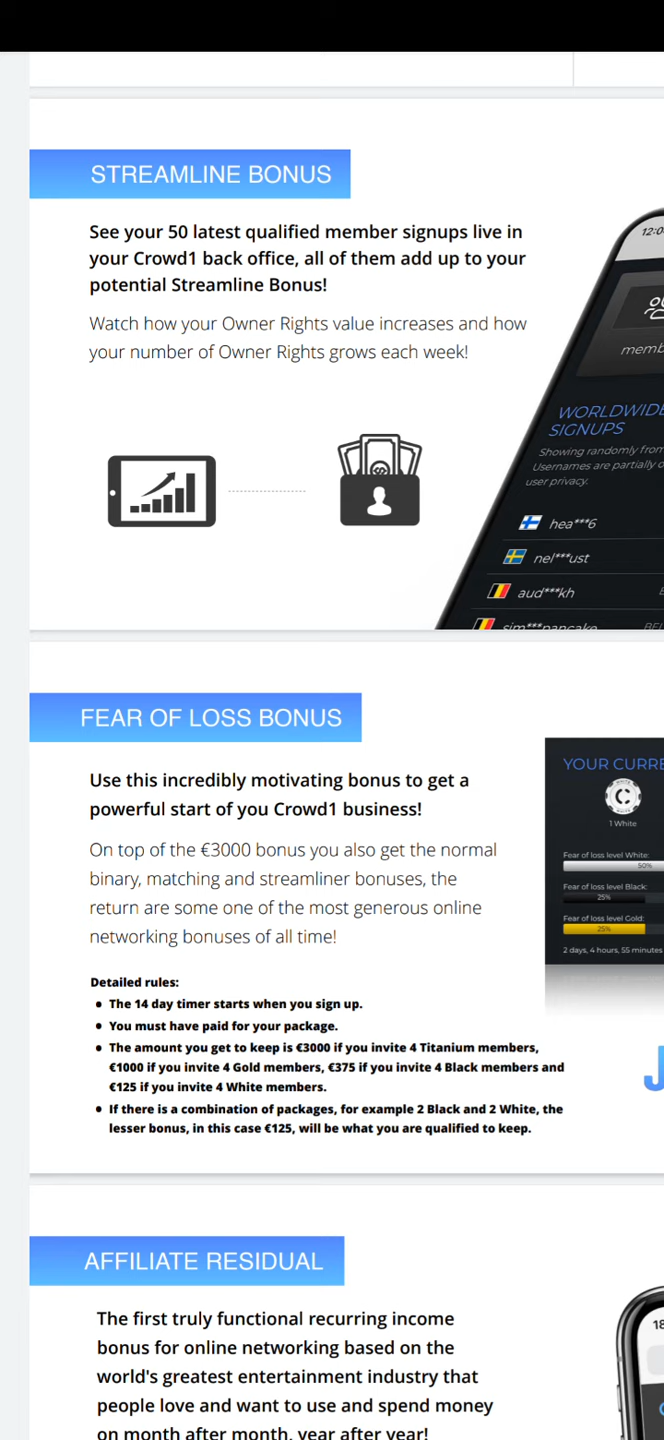 STREAMLINE BONUS
See your 50 latest qualified member signups live in
your Crowd1 back office, all of them add up to your
potential Streamline Bonus!
Watch how your Owner Rights value increases and how
your number of Owner Rights grows each week!
12:0
memb
WORLDWIDE
SIGNUPS
Showing randomly from
Usernames are partially o
user privacy.
hea***6
nel***ust
aud***kh
sim***pancake
FEAR OF LOSS BONUS
Use this incredibly motivating bonus to get a
powerful start of you Crowd1 business!
On top of the €3000 bonus you also get the normal
binary, matching and streamliner bonuses, the
return are some one of the most generous online
networking bonuses of all time!
Detailed rules:
• The 14 day timer starts when you sign up.
• You must have paid for your package.
• The amount you get to keep is €3000 if you invite 4 Titanium members,
€1000 if you invite 4 Gold members, €375 if you invite 4 Black members and
€125 if you invite 4 White members.
• If there is a combination of packages, for example 2 Black and 2 White, the
lesser bonus, in this case €125, will be what you are qualified to keep.
YOUR CURRE
C
1 White
Fear of loss level White:
50%
Fear of loss level Black:
25%
Fear of loss level Gold:
25%
2 days, 4 hours, 55 minutes
J
AFFILIATE RESIDUAL
The first truly functional recurring income
bonus for online networking based on the
world's greatest entertainment industry that
people love and want to use and spend money
on month after month, year after year!
18